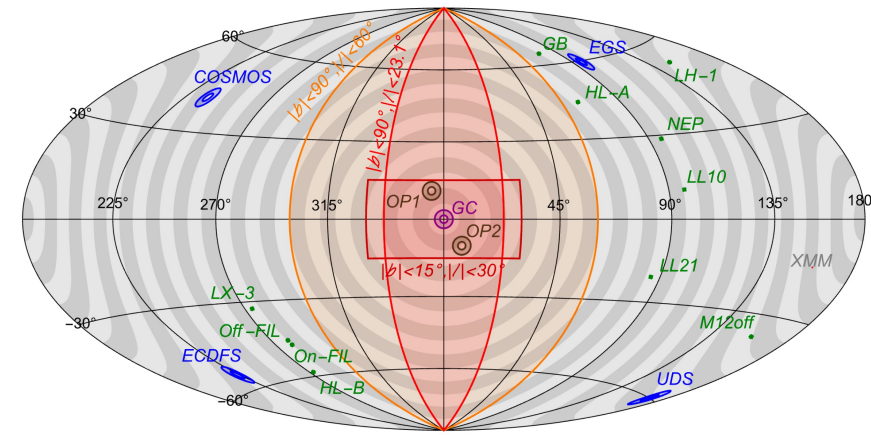 60°
GB
EGS
LH−1
COSMOS
|b|<90°,|l|<60°
|b|<90°,|l|<23.1°
HL−A
30°
NEP
LL10
OP1
GC
225°
270°
315°
45°
90°
135°
180
OP2
XMM
|b|<15°,|l|<30°
LL21
LX−3
−30°
Off−FIL
M12off
ECDFS
On−FIL
HL−B
UDS
−60°